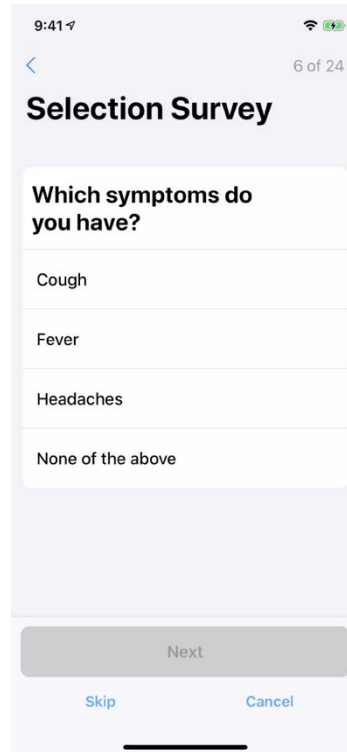 9:41
6 of 24
Selection Survey
Which symptoms do
you have?
Cough
Fever
Headaches
None of the above
Next
Skip Cancel